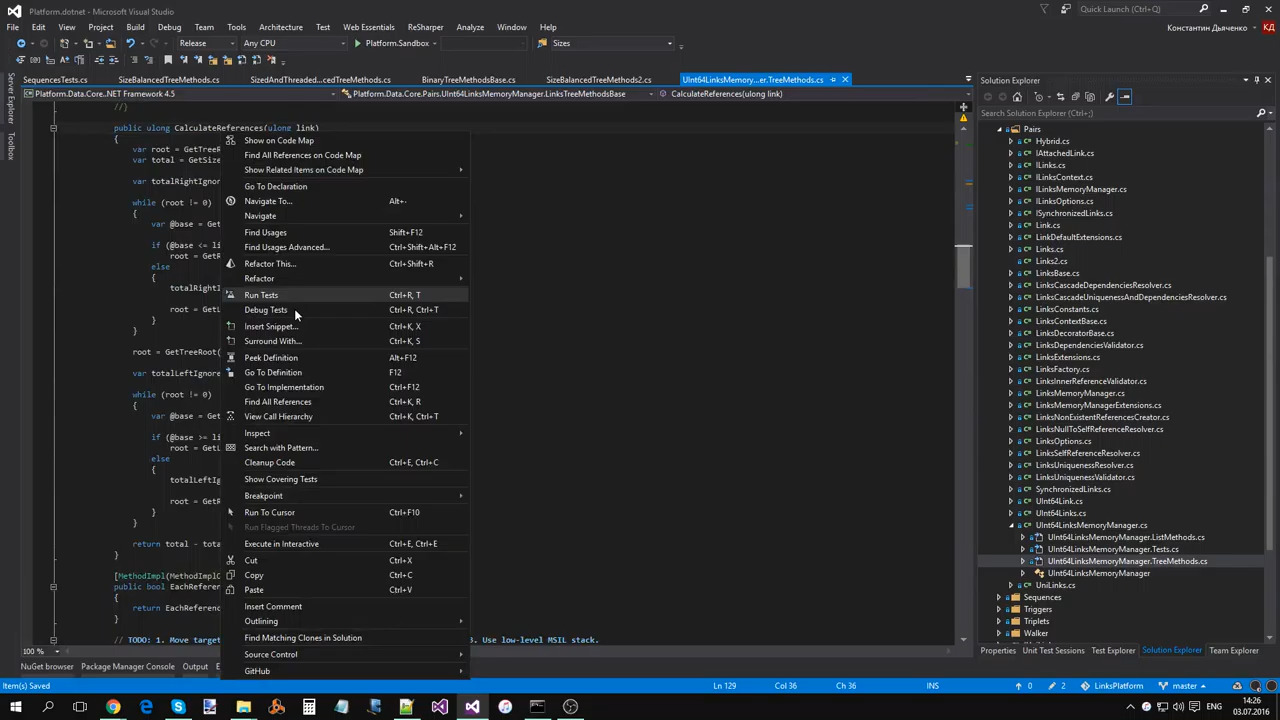 Platform.dotnet - Microsoft Visual Studio
Quick Launch (Ctrl+Q)
File Edit View Project Build Debug Team Tools Architecture Test Web Essentials ReSharper Analyze Window Help
Константин Дьяченко КД
Release Any CPU Platform.Sandbox Sizes
SequencesTests.cs SizeBalancedTreeMethods.cs SizedAndThreaded...cedTreeMethods.cs BinaryTreeMethodsBase.cs SizeBalancedTreeMethods2.cs UInt64LinksMemory...er.TreeMethods.cs
Platform.Data.Core..NET Framework 4.5 Platform.Data.Core.Pairs.UInt64LinksMemoryManager.LinksTreeMethodsBase CalculateReferences(ulong link)
Server Explorer
Toolbox
//}
public ulong CalculateReferences(ulong link)
{
var root = GetTreeR
var total = GetSize
var totalRightIgnor
while (root != 0)
{
var @base = Get
if (@base <= li
root = GetR
else
{
totalRightI
root = GetL
}
}
root = GetTreeRoot(
var totalLeftIgnore
while (root != 0)
{
var @base = Get
if (@base >= li
root = GetL
else
{
totalLeftIg
root = GetR
}
}
return total - tota
}
[MethodImpl(MethodImplO
public bool EachReferen
{
return EachReferenc
}
// TODO: 1. Move target 3. Use low-level MSIL stack.
Show on Code Map
Find All References on Code Map
Show Related Items on Code Map
Go To Declaration
Navigate To... Alt+-
Navigate
Find Usages Shift+F12
Find Usages Advanced... Ctrl+Shift+Alt+F12
Refactor This... Ctrl+Shift+R
Refactor
Run Tests Ctrl+R, T
Debug Tests Ctrl+R, Ctrl+T
Insert Snippet... Ctrl+K, X
Surround With... Ctrl+K, S
Peek Definition Alt+F12
Go To Definition F12
Go To Implementation Ctrl+F12
Find All References Ctrl+K, R
View Call Hierarchy Ctrl+K, Ctrl+T
Inspect
Search with Pattern...
Cleanup Code Ctrl+E, Ctrl+C
Show Covering Tests
Breakpoint
Run To Cursor Ctrl+F10
Run Flagged Threads To Cursor
Execute in Interactive Ctrl+E, Ctrl+E
Cut Ctrl+X
Copy Ctrl+C
Paste Ctrl+V
Insert Comment
Outlining
Find Matching Clones in Solution
Source Control
GitHub
Solution Explorer
Search Solution Explorer (Ctrl+;)
Pairs
Hybrid.cs
IAttachedLink.cs
ILinks.cs
ILinksContext.cs
ILinksMemoryManager.cs
ILinksOptions.cs
ISynchronizedLinks.cs
Link.cs
LinkDefaultExtensions.cs
Links.cs
Links2.cs
LinksBase.cs
LinksCascadeDependenciesResolver.cs
LinksCascadeUniquenessAndDependenciesResolver.cs
LinksConstants.cs
LinksContextBase.cs
LinksDecoratorBase.cs
LinksDependenciesValidator.cs
LinksExtensions.cs
LinksFactory.cs
LinksInnerReferenceValidator.cs
LinksMemoryManager.cs
LinksMemoryManagerExtensions.cs
LinksNonExistentReferencesCreator.cs
LinksNullToSelfReferenceResolver.cs
LinksOptions.cs
LinksSelfReferenceResolver.cs
LinksUniquenessResolver.cs
LinksUniquenessValidator.cs
SynchronizedLinks.cs
UInt64Link.cs
UInt64Links.cs
UInt64LinksMemoryManager.cs
UInt64LinksMemoryManager.ListMethods.cs
UInt64LinksMemoryManager.Tests.cs
UInt64LinksMemoryManager.TreeMethods.cs
UInt64LinksMemoryManager
UniLinks.cs
Sequences
Triggers
Triplets
Walker
100 %
Properties Unit Test Sessions Test Explorer Solution Explorer Team Explorer
NuGet browser Package Manager Console Output
Item(s) Saved Ln 129 Col 36 Ch 36 INS 0 2 LinksPlatform master
14:26
03.07.2016